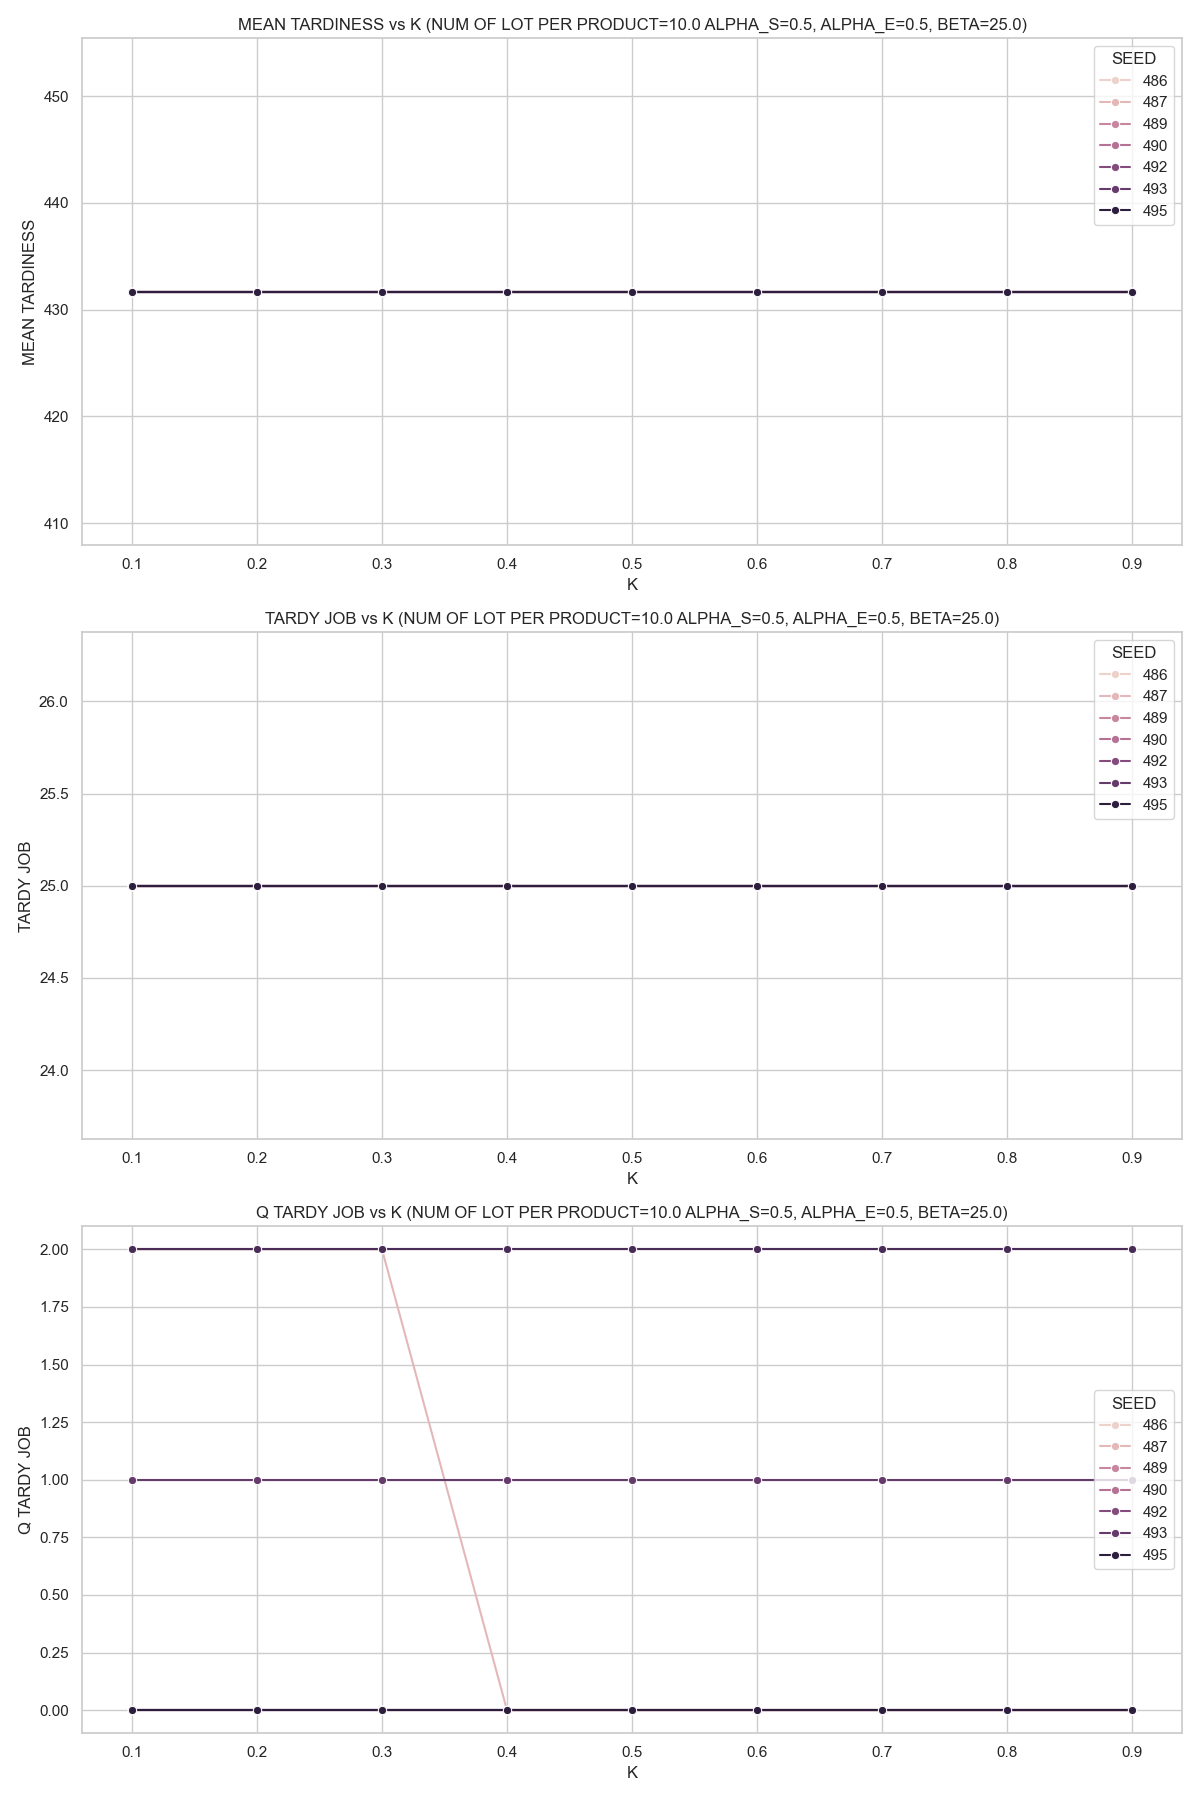 MEAN TARDINESS vs K (NUM OF LOT PER PRODUCT=10.0 ALPHA_S=0.5, ALPHA_E=0.5, BETA=25.0)
SEED
486
487
489
490
492
493
495
450
440
430
420
410
MEAN TARDINESS
0.1 0.2 0.3 0.4 0.5 0.6 0.7 0.8 0.9
K
TARDY JOB vs K (NUM OF LOT PER PRODUCT=10.0 ALPHA_S=0.5, ALPHA_E=0.5, BETA=25.0)
SEED
486
487
489
490
492
493
495
26.0
25.5
25.0
24.5
24.0
TARDY JOB
0.1 0.2 0.3 0.4 0.5 0.6 0.7 0.8 0.9
K
Q TARDY JOB vs K (NUM OF LOT PER PRODUCT=10.0 ALPHA_S=0.5, ALPHA_E=0.5, BETA=25.0)
2.00
1.75
1.50
1.25
1.00
0.75
0.50
0.25
0.00
Q TARDY JOB
SEED
486
487
489
490
492
493
495
0.1 0.2 0.3 0.4 0.5 0.6 0.7 0.8 0.9
K